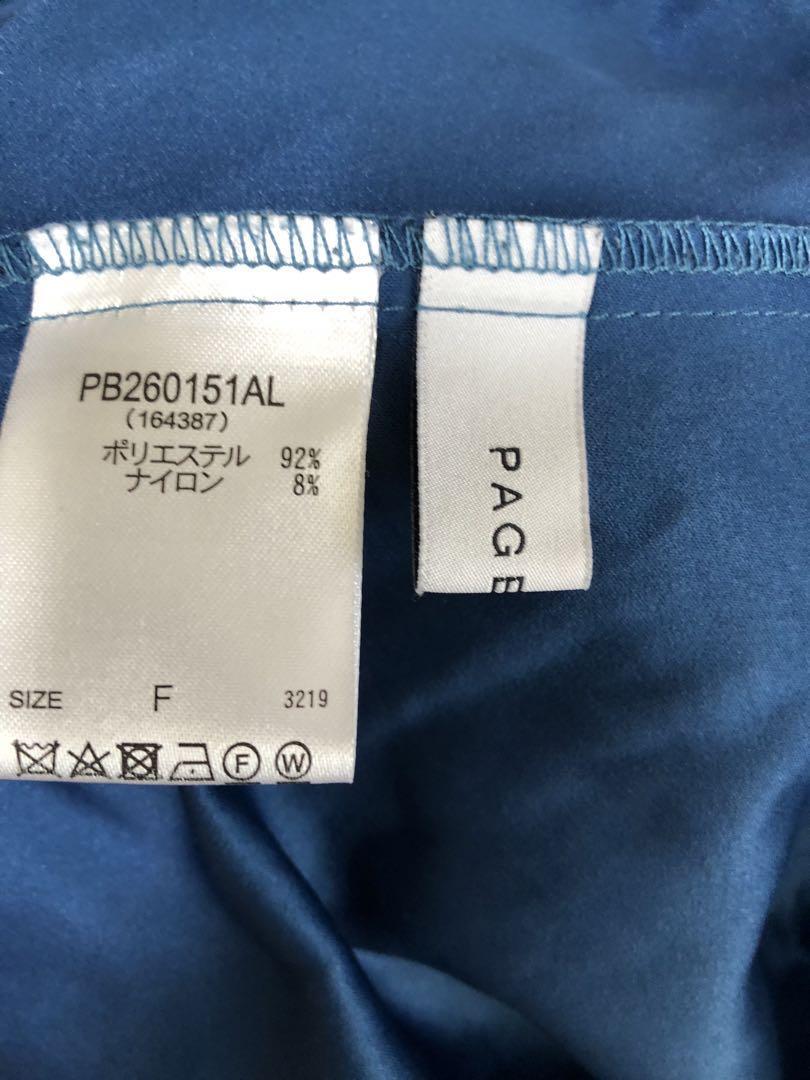 PB260151AL
(164387)
ポリエステル 92%
ナイロン 8%
SIZE F 3219
F W
PAGE